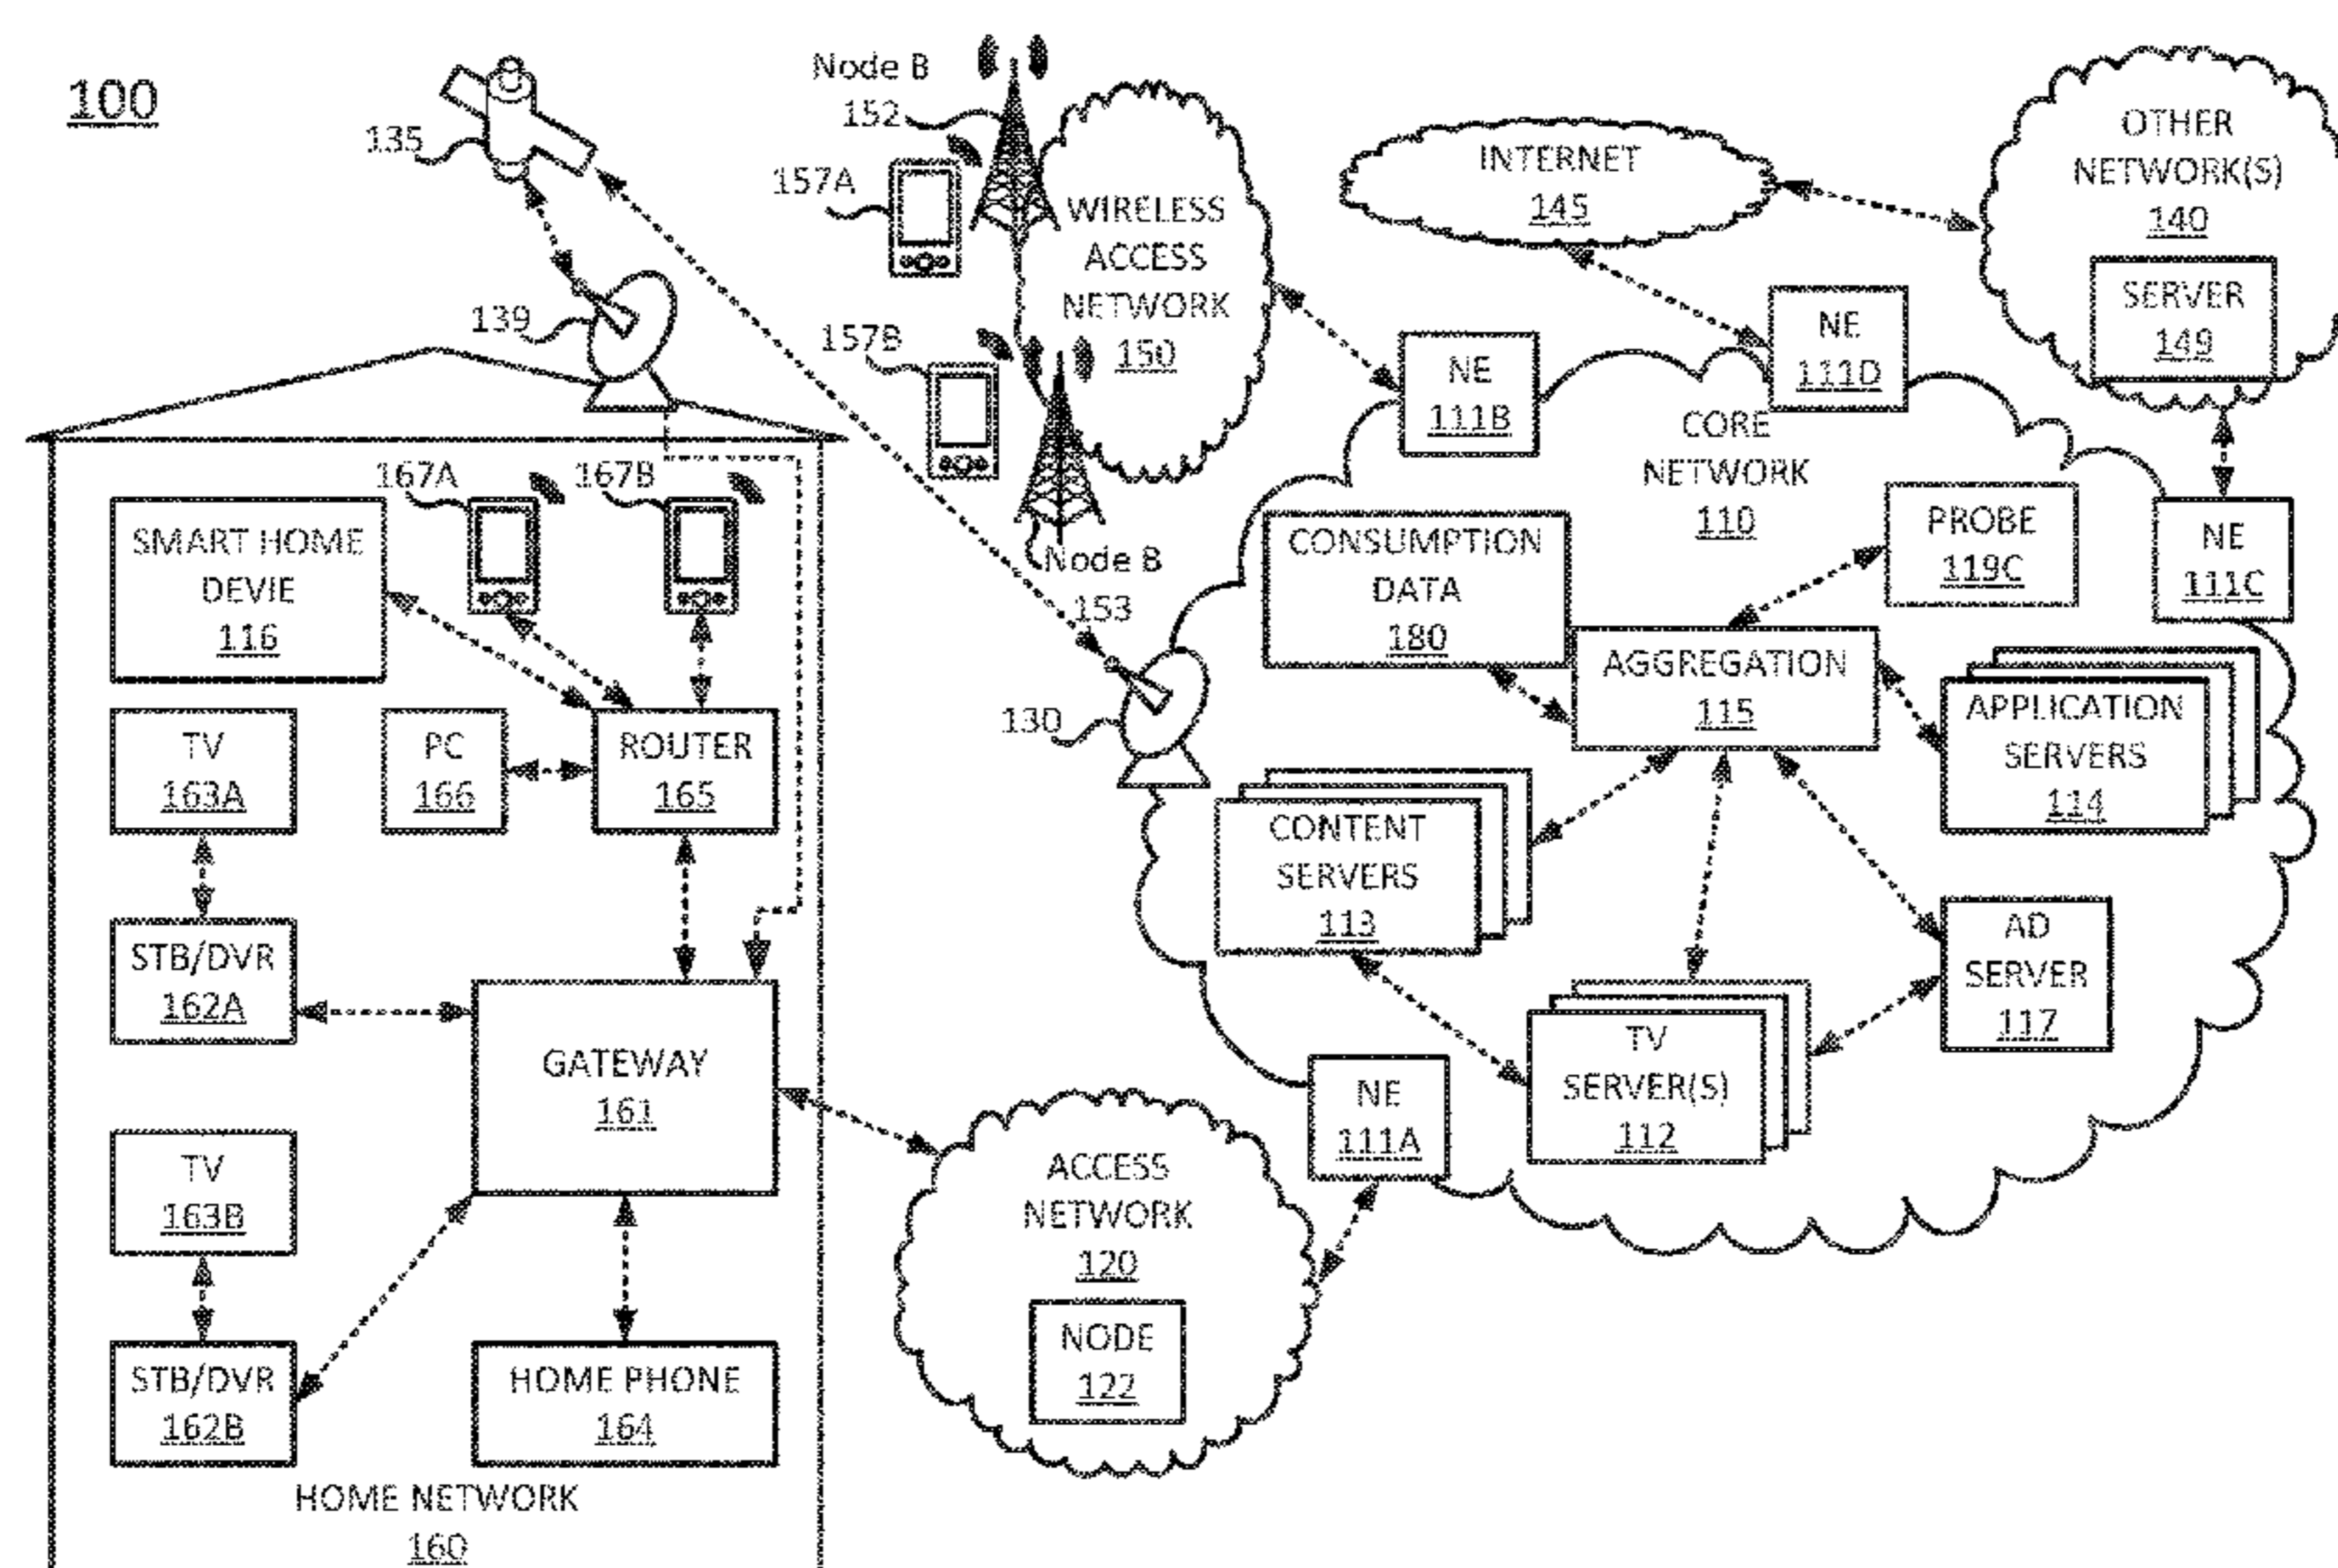 100
135
139
Node B
152
157A
157B
WIRELESS
ACCESS
NETWORK
150
Node B
153
INTERNET
145
OTHER
NETWORK(S)
140
SERVER
149
NE
111B
NE
111D
NE
111C
CORE
NETWORK
110
CONSUMPTION
DATA
180
PROBE
119C
AGGREGATION
115
APPLICATION
SERVERS
114
130
CONTENT
SERVERS
113
AD
SERVER
117
TV
SERVER(S)
112
NE
111A
ACCESS
NETWORK
120
NODE
122
167A
167B
SMART HOME
DEVIE
116
TV
163A
PC
166
ROUTER
165
STB/DVR
162A
GATEWAY
161
TV
163B
STB/DVR
162B
HOME PHONE
164
HOME NETWORK
160